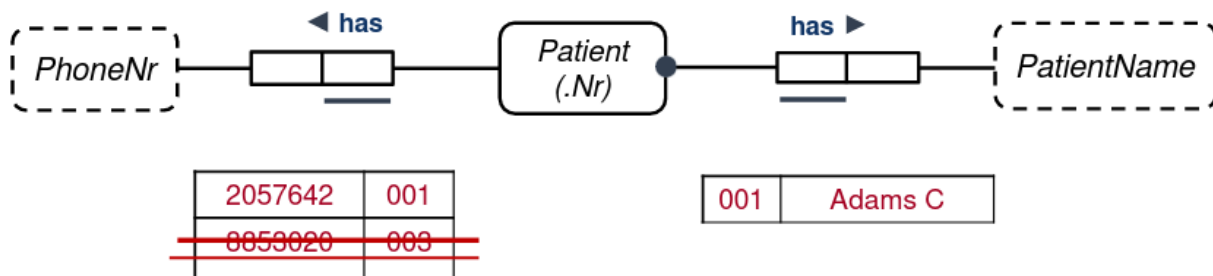 ◄ has
has ►
PhoneNr
Patient
(.Nr)
PatientName
2057642 001
001 Adams C
8853020 003